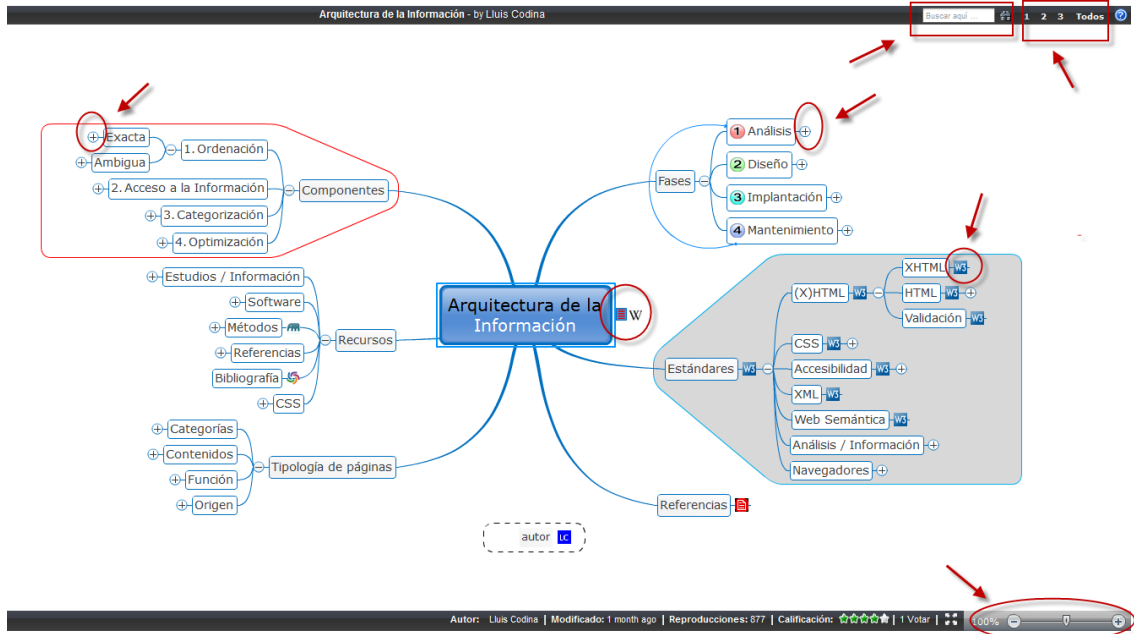 Arquitectura de la Información - by Lluis Codina
Buscar aquí ...
1 2 3 Todos ?
Exacta
Ambigua
1. Ordenación
2. Acceso a la Información
3. Categorización
4. Optimización
Componentes
Estudios / Información
Software
Métodos
Referencias
Bibliografía
CSS
Recursos
Categorías
Contenidos
Función
Origen
Tipología de páginas
Arquitectura de la
Información
W
Fases
1 Análisis
2 Diseño
3 Implantación
4 Mantenimiento
Estándares W3
(X)HTML W3
XHTML W3
HTML W3
Validación W3
CSS W3
Accesibilidad W3
XML W3
Web Semántica W3
Análisis / Información
Navegadores
Referencias
autor LC
Autor: Lluis Codina | Modificado: 1 month ago | Reproducciones: 877 | Calificación: | 1 Votar |
100%